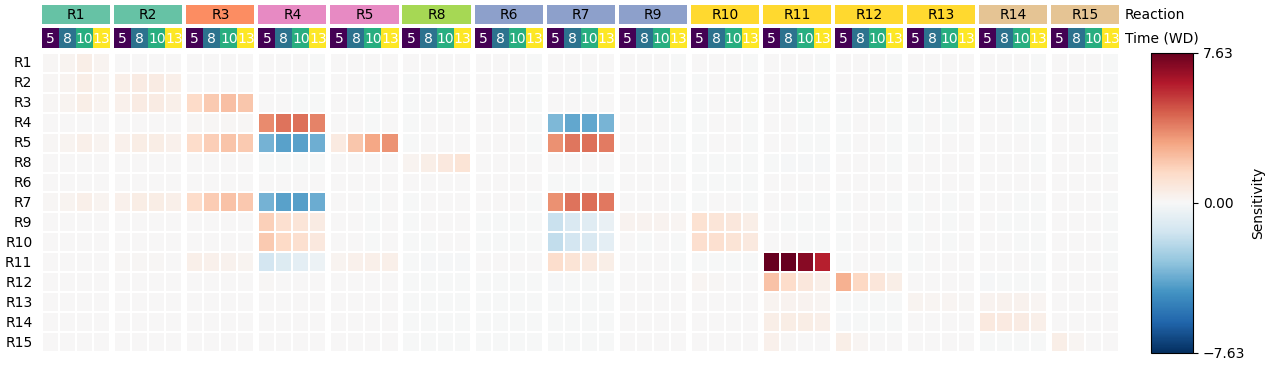 R1 R2 R3 R4 R5 R8 R6 R7 R9 R10 R11 R12 R13 R14 R15 Reaction
5 8 10 13 5 8 10 13 5 8 10 13 5 8 10 13 5 8 10 13 5 8 10 13 5 8 10 13 5 8 10 13 5 8 10 13 5 8 10 13 5 8 10 13 5 8 10 13 5 8 10 13 5 8 10 13 5 8 10 13 Time (WD)
R1
R2
R3
R4
R5
R8
R6
R7
R9
R10
R11
R12
R13
R14
R15
7.63
0.00
−7.63
Sensitivity